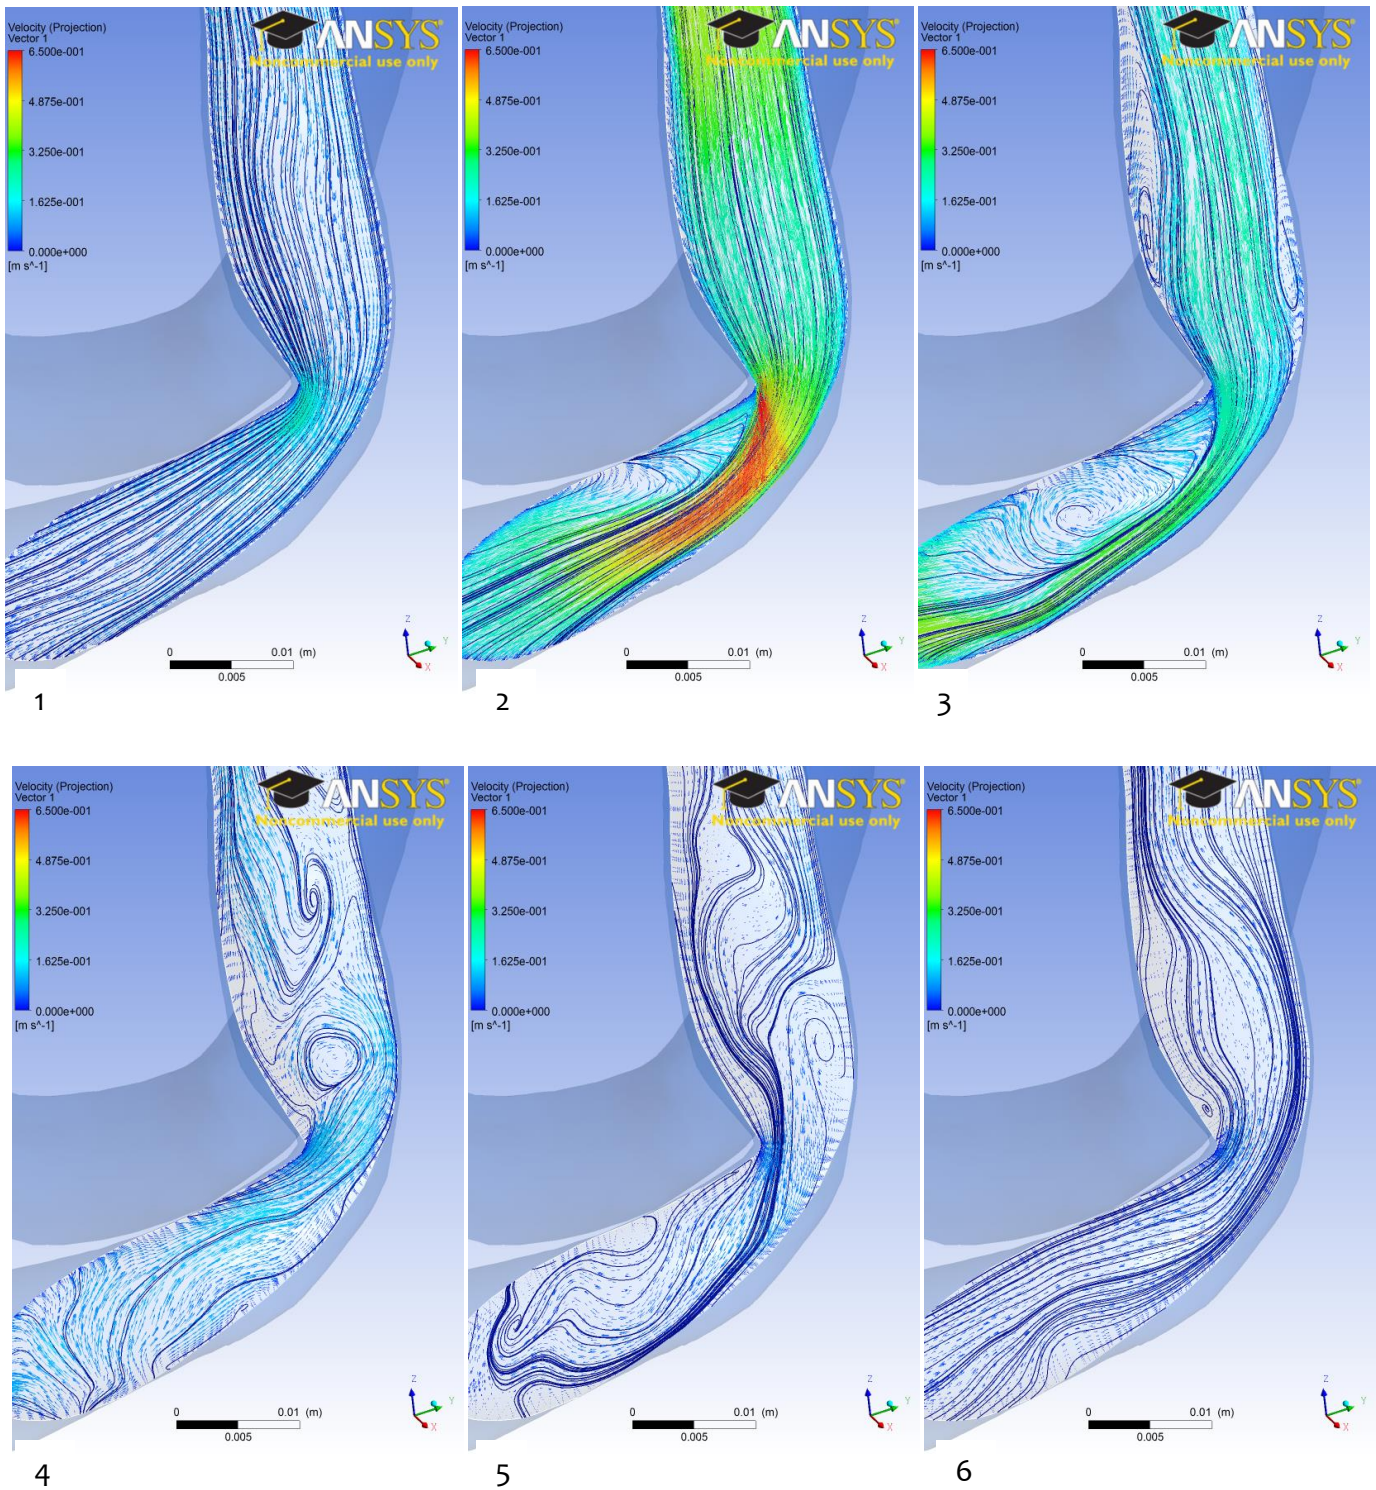 Velocity (Projection)
Vector 1
6.500e-001
4.875e-001
3.250e-001
1.625e-001
0.000e+000
[m s^-1]
ANSYS
Noncommercial use only
Z
Y
X
0 0.01 (m)
0.005
1
Velocity (Projection)
Vector 1
6.500e-001
4.875e-001
3.250e-001
1.625e-001
0.000e+000
[m s^-1]
ANSYS
Noncommercial use only
Z
Y
X
0 0.01 (m)
0.005
2
Velocity (Projection)
Vector 1
6.500e-001
4.875e-001
3.250e-001
1.625e-001
0.000e+000
[m s^-1]
ANSYS
Noncommercial use only
Z
Y
X
0 0.01 (m)
0.005
3
Velocity (Projection)
Vector 1
6.500e-001
4.875e-001
3.250e-001
1.625e-001
0.000e+000
[m s^-1]
ANSYS
Noncommercial use only
Z
Y
X
0 0.01 (m)
0.005
4
Velocity (Projection)
Vector 1
6.500e-001
4.875e-001
3.250e-001
1.625e-001
0.000e+000
[m s^-1]
ANSYS
Noncommercial use only
Z
Y
X
0 0.01 (m)
0.005
5
Velocity (Projection)
Vector 1
6.500e-001
4.875e-001
3.250e-001
1.625e-001
0.000e+000
[m s^-1]
ANSYS
Noncommercial use only
Z
Y
X
0 0.01 (m)
0.005
6